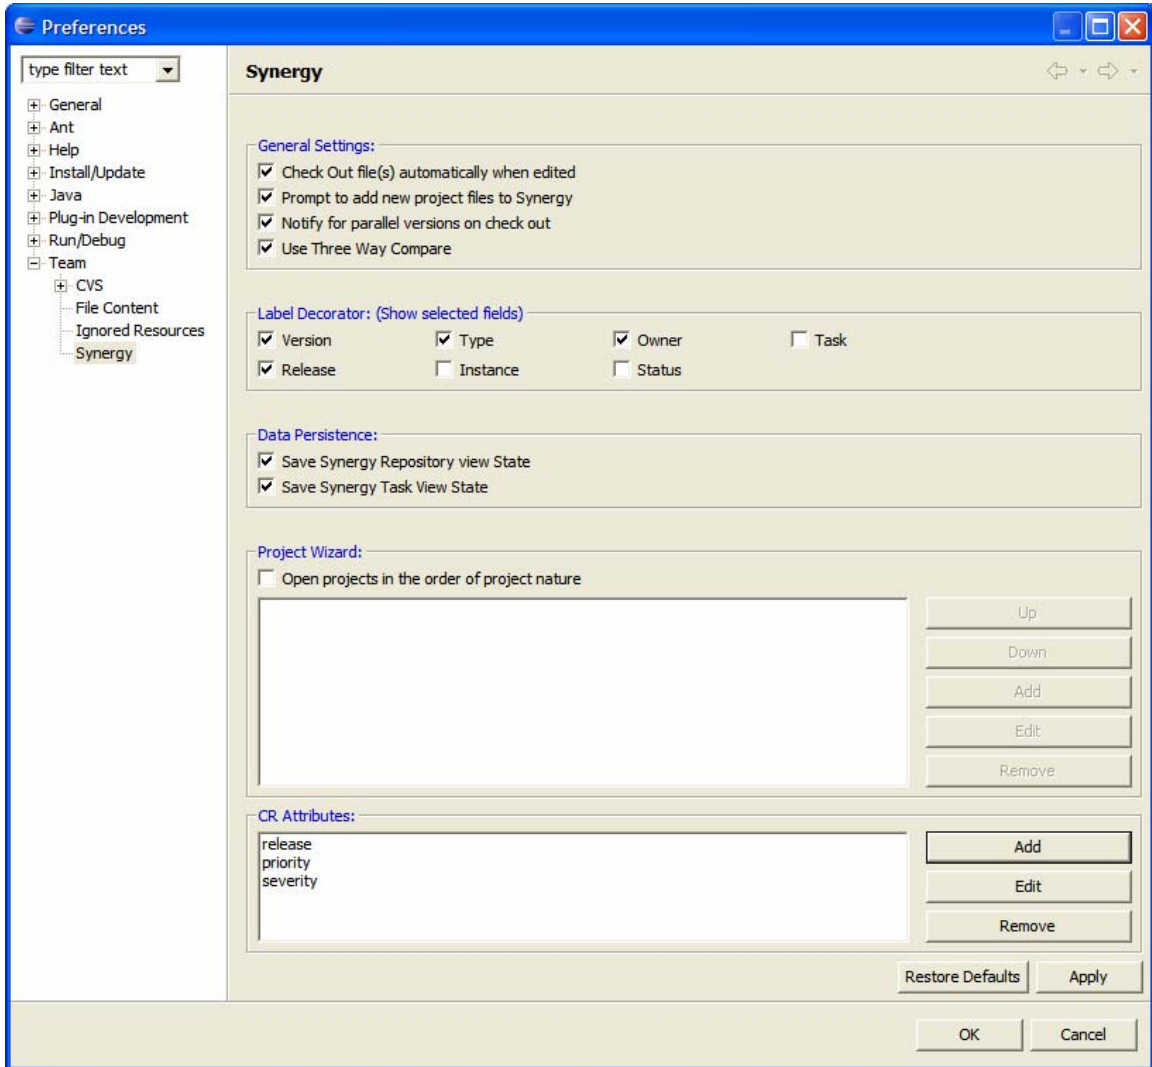 Preferences
type filter text
General
Ant
Help
Install/Update
Java
Plug-in Development
Run/Debug
Team
CVS
File Content
Ignored Resources
Synergy
Synergy
General Settings:
Check Out file(s) automatically when edited
Prompt to add new project files to Synergy
Notify for parallel versions on check out
Use Three Way Compare
Label Decorator: (Show selected fields)
Version Type Owner Task
Release Instance Status
Data Persistence:
Save Synergy Repository view State
Save Synergy Task View State
Project Wizard:
Open projects in the order of project nature
Up
Down
Add
Edit
Remove
CR Attributes:
release
priority
severity
Add
Edit
Remove
Restore Defaults Apply
OK Cancel